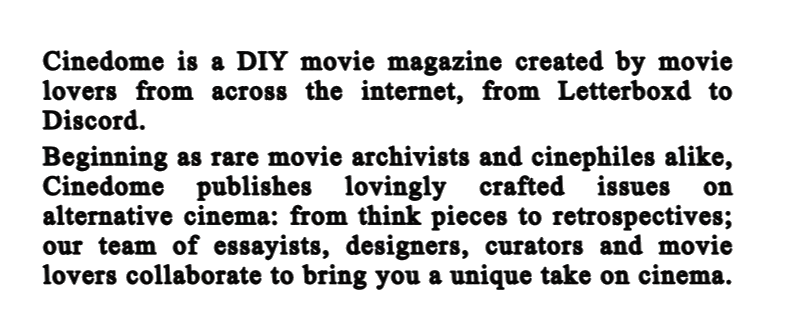 Cinedome is a DIY movie magazine created by movie
lovers from across the internet, from Letterboxd to
Discord.
Beginning as rare movie archivists and cinephiles alike,
Cinedome publishes lovingly crafted issues on
alternative cinema: from think pieces to retrospectives;
our team of essayists, designers, curators and movie
lovers collaborate to bring you a unique take on cinema.